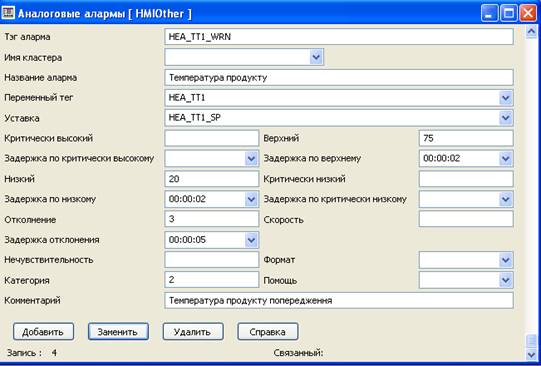 Аналоговые алармы [ HMIOther ]
Тэг аларма HEA_TT1_WRN
Имя кластера
Название аларма Температура продукту
Переменный тег HEA_TT1
Уставка HEA_TT1_SP
Критически высокий Верхний 75
Задержка по критически высокому Задержка по верхнему 00:00:02
Низкий 20 Критически низкий
Задержка по низкому 00:00:02 Задержка по критически низкому
Отколнение 3 Скорость
Задержка отклонения 00:00:05
Нечувствительность Формат
Категория 2 Помощь
Комментарий Температура продукту попередження
Добавить Заменить Удалить Справка
Запись : 4 Связанный: